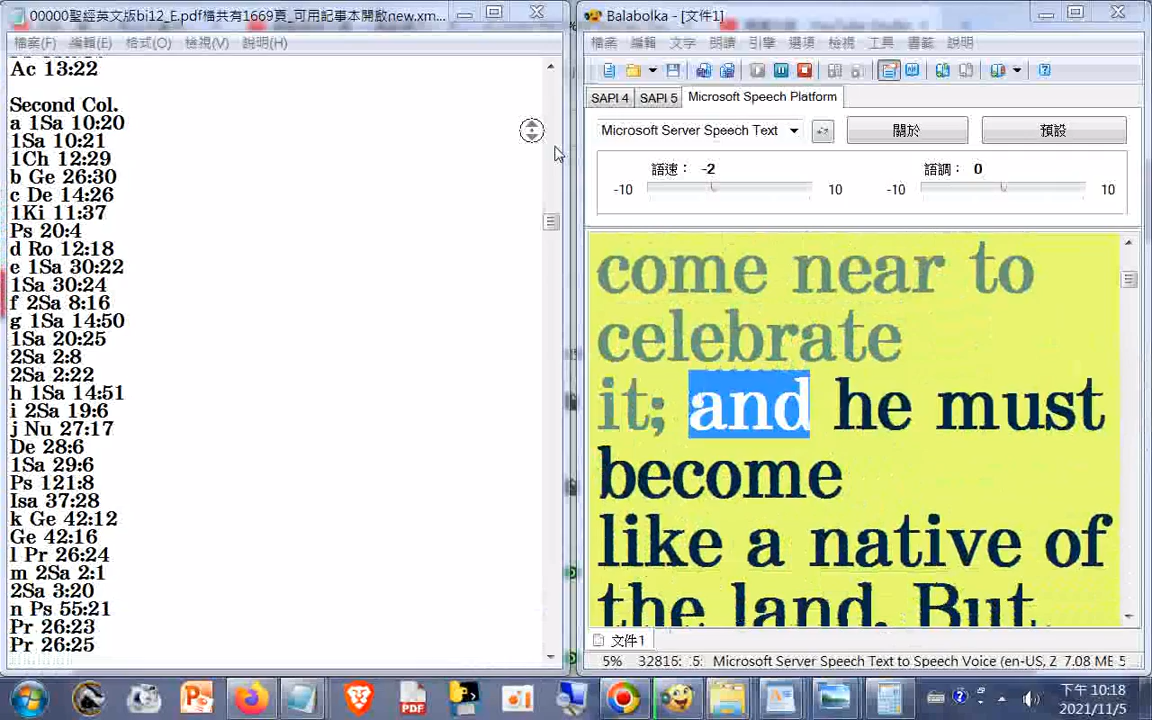 00000聖經英文版bi12_E.pdf檔共有1669頁_可用記事本開啟new.xm...
檔案(F) 編輯(E) 格式(O) 檢視(V) 說明(H)
Ac 13:22
Second Col.
a 1Sa 10:20
1Sa 10:21
1Ch 12:29
b Ge 26:30
c De 14:26
1Ki 11:37
Ps 20:4
d Ro 12:18
e 1Sa 30:22
1Sa 30:24
f 2Sa 8:16
g 1Sa 14:50
1Sa 20:25
2Sa 2:8
2Sa 2:22
h 1Sa 14:51
i 2Sa 19:6
j Nu 27:17
De 28:6
1Sa 29:6
Ps 121:8
Isa 37:28
k Ge 42:12
Ge 42:16
l Pr 26:24
m 2Sa 2:1
2Sa 3:20
n Ps 55:21
Pr 26:23
Pr 26:25
Balabolka - [文件1]
檔案 編輯 文字 朗讀 引擎 選項 檢視 工具 書籤 說明
SAPI 4 SAPI 5 Microsoft Speech Platform
Microsoft Server Speech Text 關於 預設
語速： -2 語調： 0
-10 10 -10 10
come near to
celebrate
it; and he must
become
like a native of
the land. But
文件1
5% 32815: 5: Microsoft Server Speech Text to Speech Voice (en-US, Z 7.08 ME 5
PDF
下午 10:18
2021/11/5